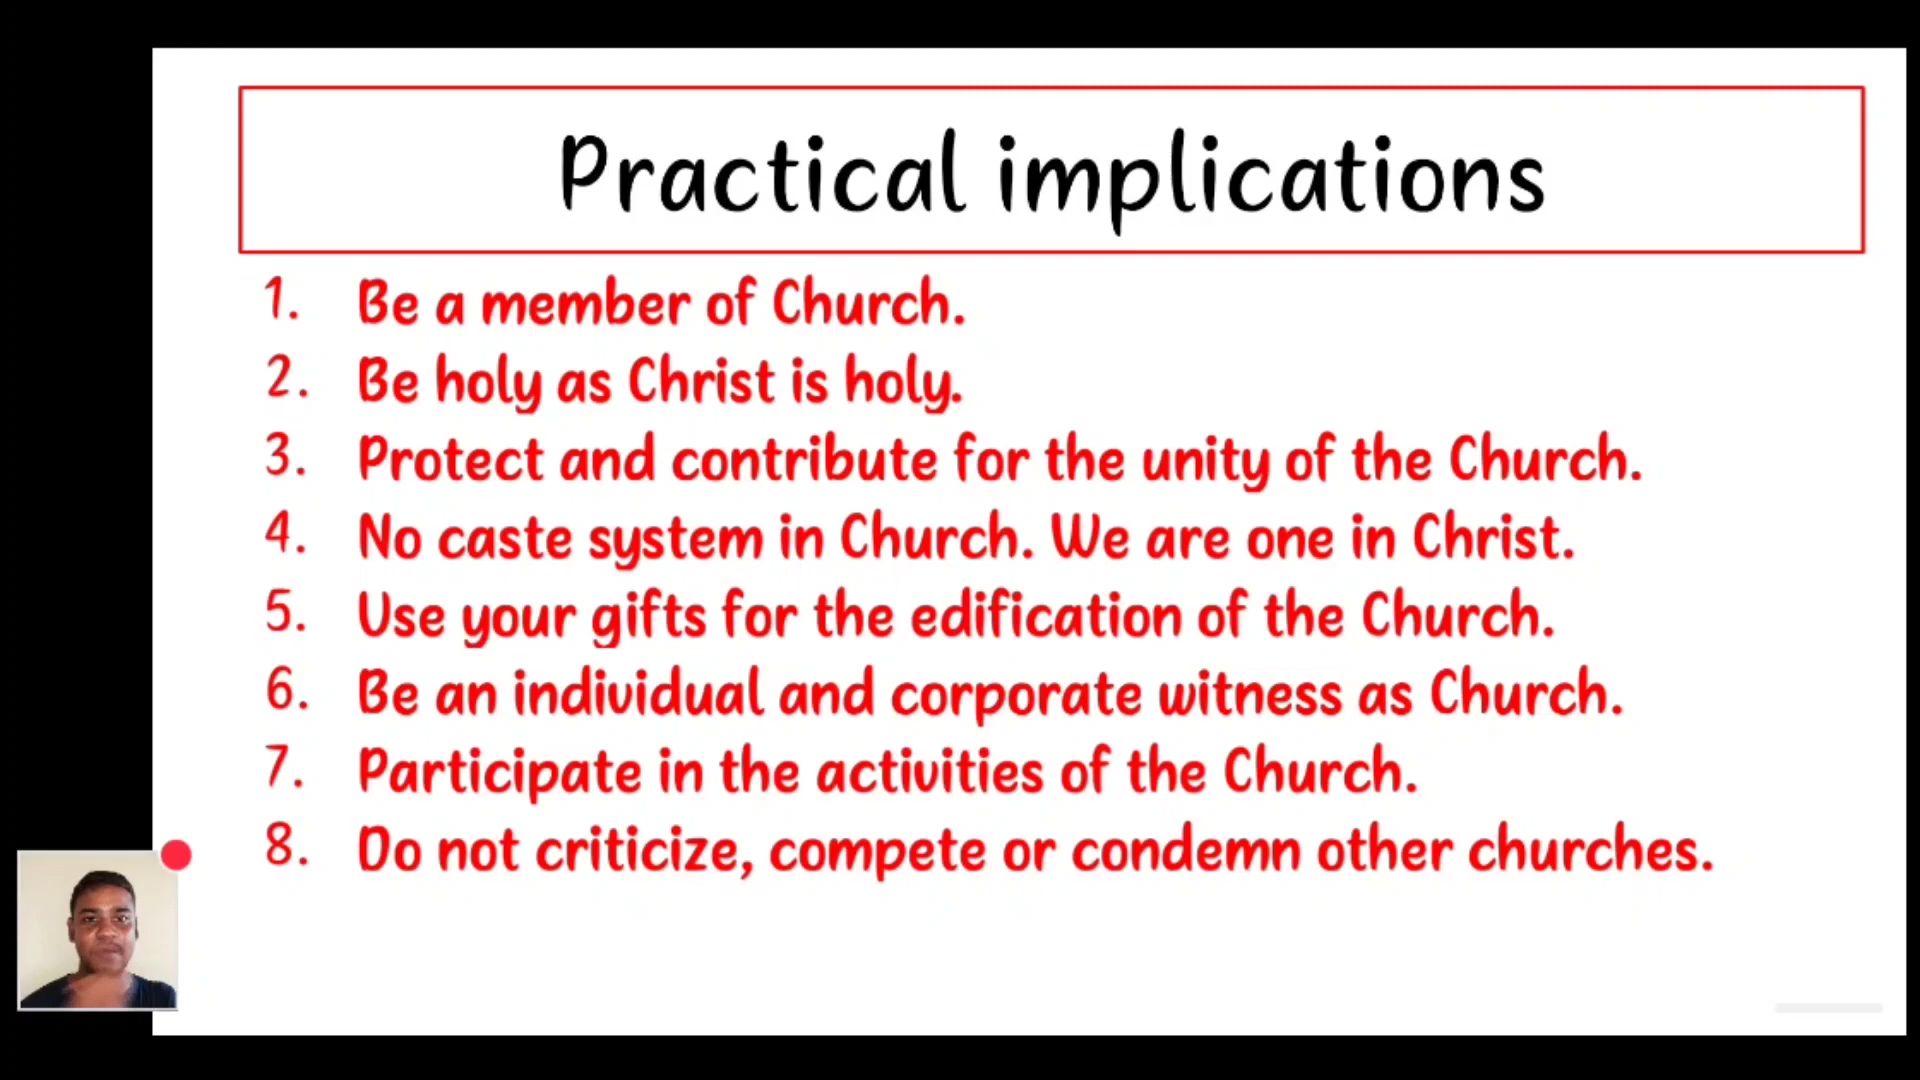 Practical implications
1. Be a member of Church.
2. Be holy as Christ is holy.
3. Protect and contribute for the unity of the Church.
4. No caste system in Church. We are one in Christ.
5. Use your gifts for the edification of the Church.
6. Be an individual and corporate witness as Church.
7. Participate in the activities of the Church.
8. Do not criticize, compete or condemn other churches.